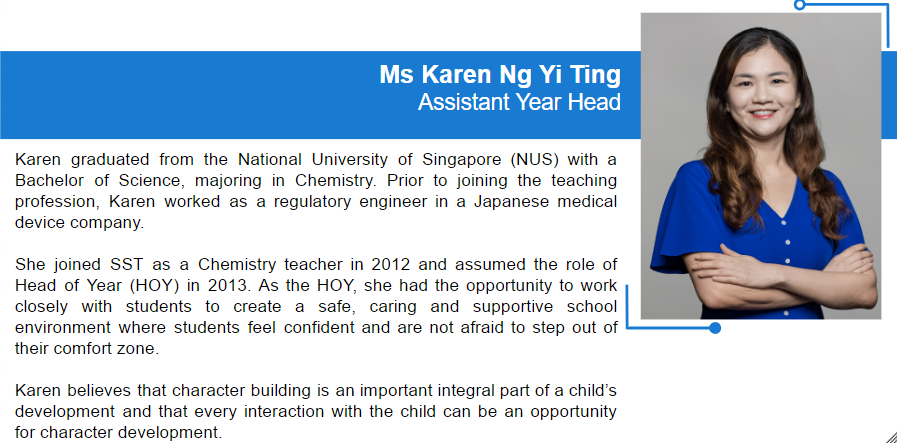 Ms Karen Ng Yi Ting
Assistant Year Head
Karen graduated from the National University of Singapore (NUS) with a
Bachelor of Science, majoring in Chemistry. Prior to joining the teaching
profession, Karen worked as a regulatory engineer in a Japanese medical
device company.
She joined SST as a Chemistry teacher in 2012 and assumed the role of
Head of Year (HOY) in 2013. As the HOY, she had the opportunity to work
closely with students to create a safe, caring and supportive school
environment where students feel confident and are not afraid to step out of
their comfort zone.
Karen believes that character building is an important integral part of a child’s
development and that every interaction with the child can be an opportunity
for character development.